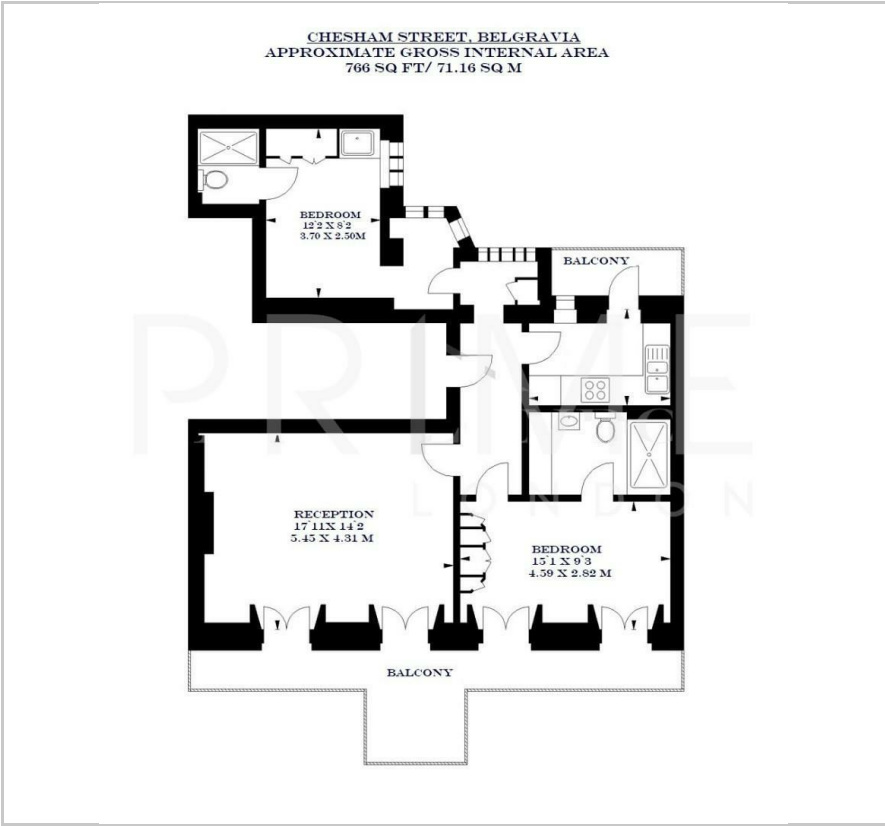 CHESHAM STREET, BELGRAVIA
APPROXIMATE GROSS INTERNAL AREA
766 SQ FT/ 71.16 SQ M
BEDROOM
12'2 X 8'2
3.70 X 2.50M
BALCONY
PRIME
LONDON
RECEPTION
17'11X 14'2
5.45 X 4.31 M
BEDROOM
15'1 X 9'3
4.59 X 2.82 M
BALCONY